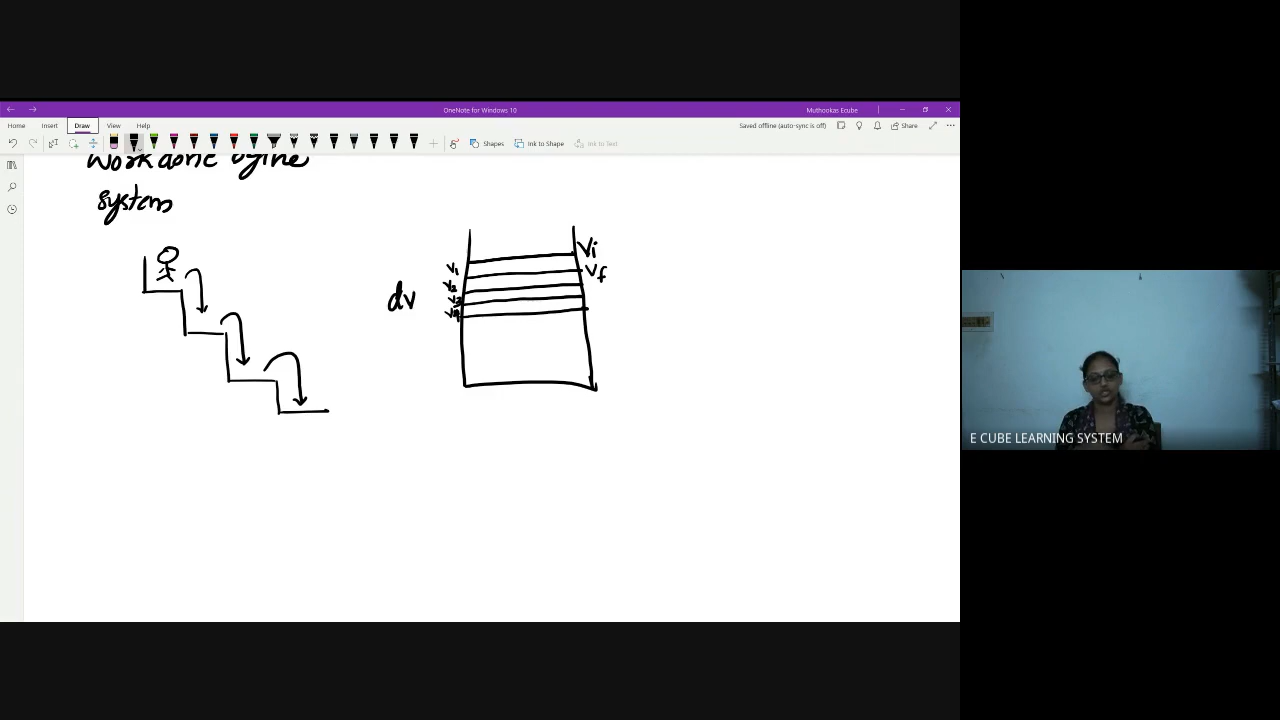 OneNote for Windows 10
Muthookas Ecube
Home Insert Draw View Help
Saved offline (auto-sync is off) Share
Shapes Ink to Shape Ink to Text
Work done by the
system
Vi
V1 Vf
V2
dv V3
V4
E CUBE LEARNING SYSTEM